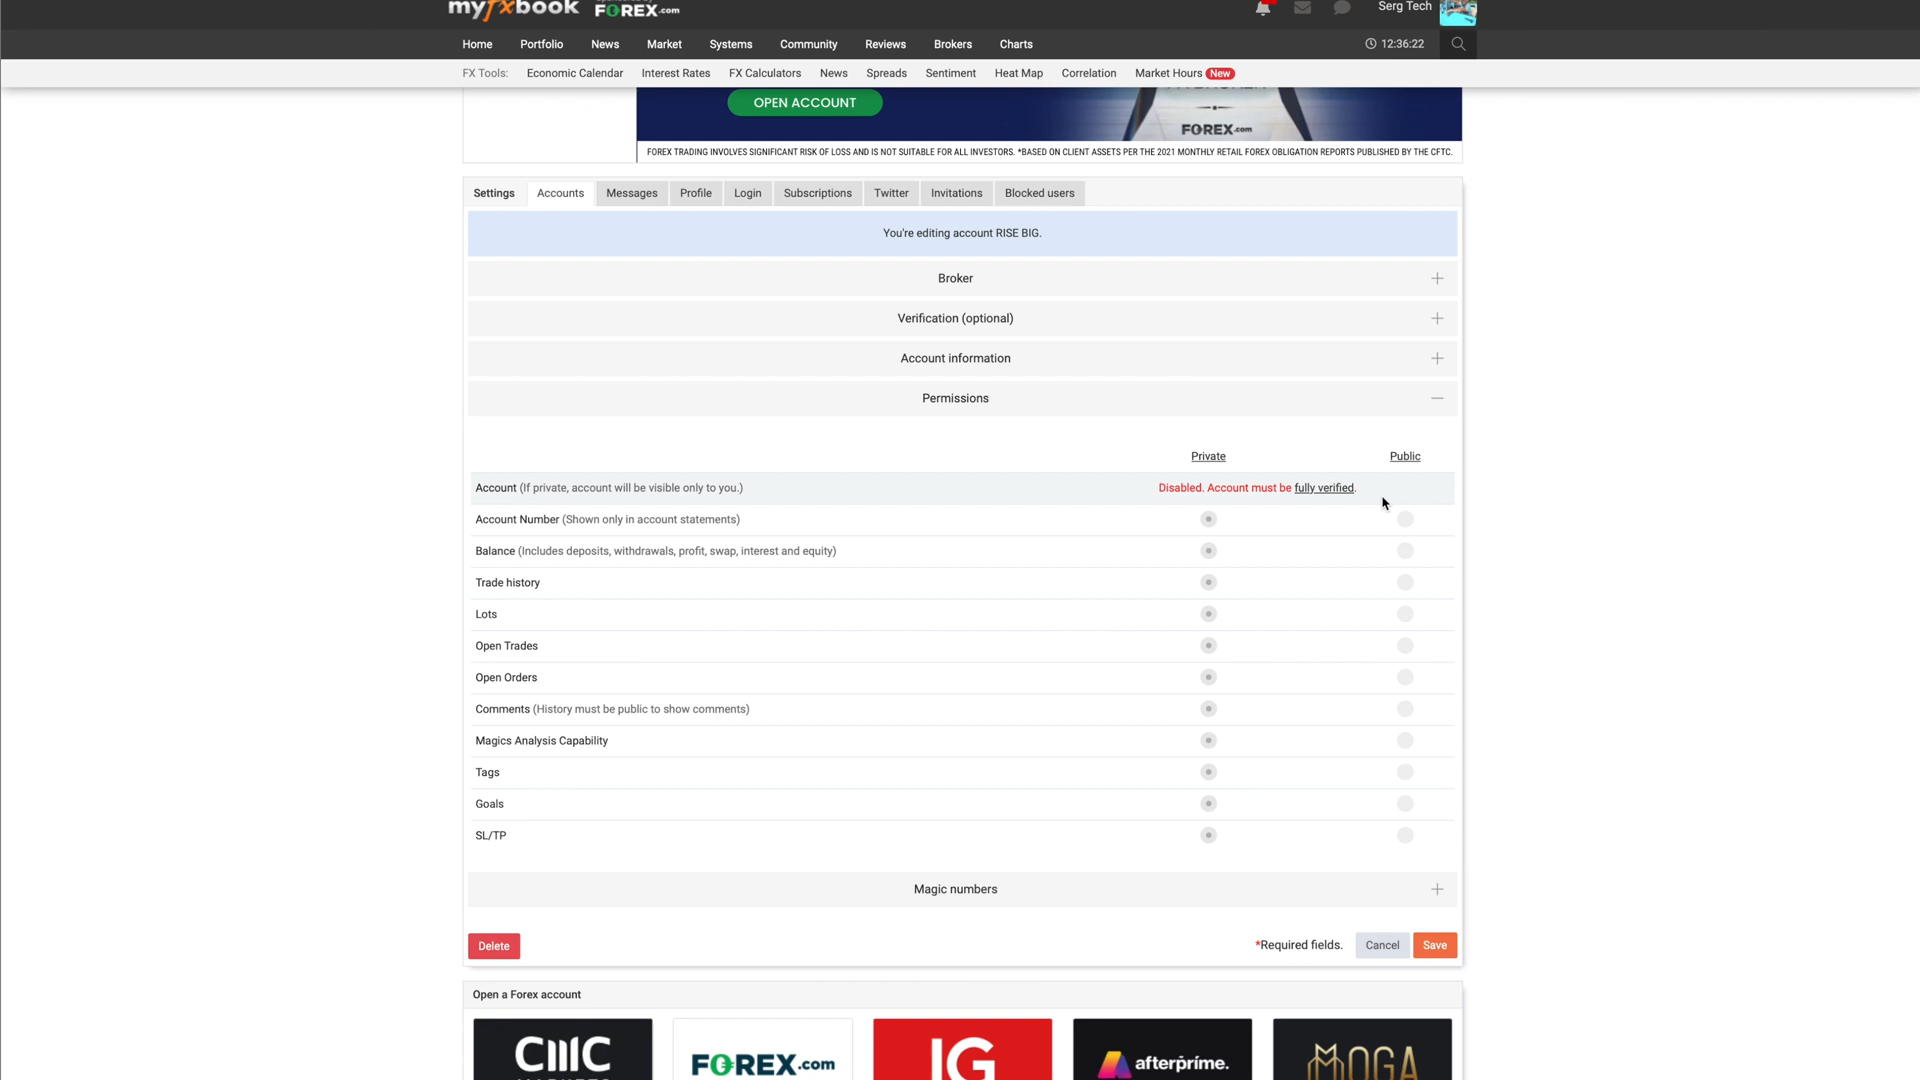 myfxbook FOREX.com
Serg Tech
Home Portfolio News Market Systems Community Reviews Brokers Charts 12:36:22
FX Tools: Economic Calendar Interest Rates FX Calculators News Spreads Sentiment Heat Map Correlation Market Hours New
OPEN ACCOUNT
FOREX.com
FOREX TRADING INVOLVES SIGNIFICANT RISK OF LOSS AND IS NOT SUITABLE FOR ALL INVESTORS. *BASED ON CLIENT ASSETS PER THE 2021 MONTHLY RETAIL FOREX OBLIGATION REPORTS PUBLISHED BY THE CFTC.
Settings Accounts Messages Profile Login Subscriptions Twitter Invitations Blocked users
You're editing account RISE BIG.
Broker
Verification (optional)
Account information
Permissions
Private Public
Account (If private, account will be visible only to you.) Disabled. Account must be fully verified.
Account Number (Shown only in account statements)
Balance (Includes deposits, withdrawals, profit, swap, interest and equity)
Trade history
Lots
Open Trades
Open Orders
Comments (History must be public to show comments)
Magics Analysis Capability
Tags
Goals
SL/TP
Magic numbers
Delete *Required fields. Cancel Save
Open a Forex account
CMC FOREX.com IG afterprime. MOGA